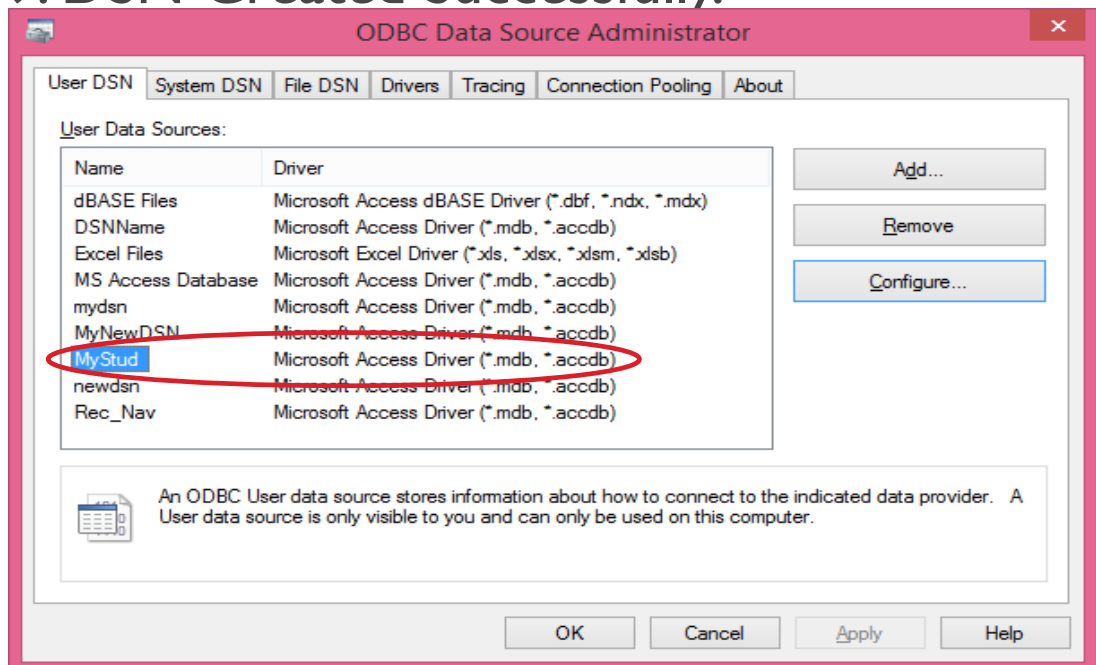 DSN Created Successfully.
ODBC Data Source Administrator
User DSN System DSN File DSN Drivers Tracing Connection Pooling About
User Data Sources:
Name Driver
dBASE Files Microsoft Access dBASE Driver (*.dbf, *.ndx, *.mdx)
DSNName Microsoft Access Driver (*.mdb, *.accdb)
Excel Files Microsoft Excel Driver (*.xls, *.xlsx, *.xlsm, *.xlsb)
MS Access Database Microsoft Access Driver (*.mdb, *.accdb)
mydsn Microsoft Access Driver (*.mdb, *.accdb)
MyNewDSN Microsoft Access Driver (*.mdb, *.accdb)
MyStud Microsoft Access Driver (*.mdb, *.accdb)
newdsn Microsoft Access Driver (*.mdb, *.accdb)
Rec_Nav Microsoft Access Driver (*.mdb, *.accdb)
Add...
Remove
Configure...
An ODBC User data source stores information about how to connect to the indicated data provider. A
User data source is only visible to you and can only be used on this computer.
OK Cancel Apply Help